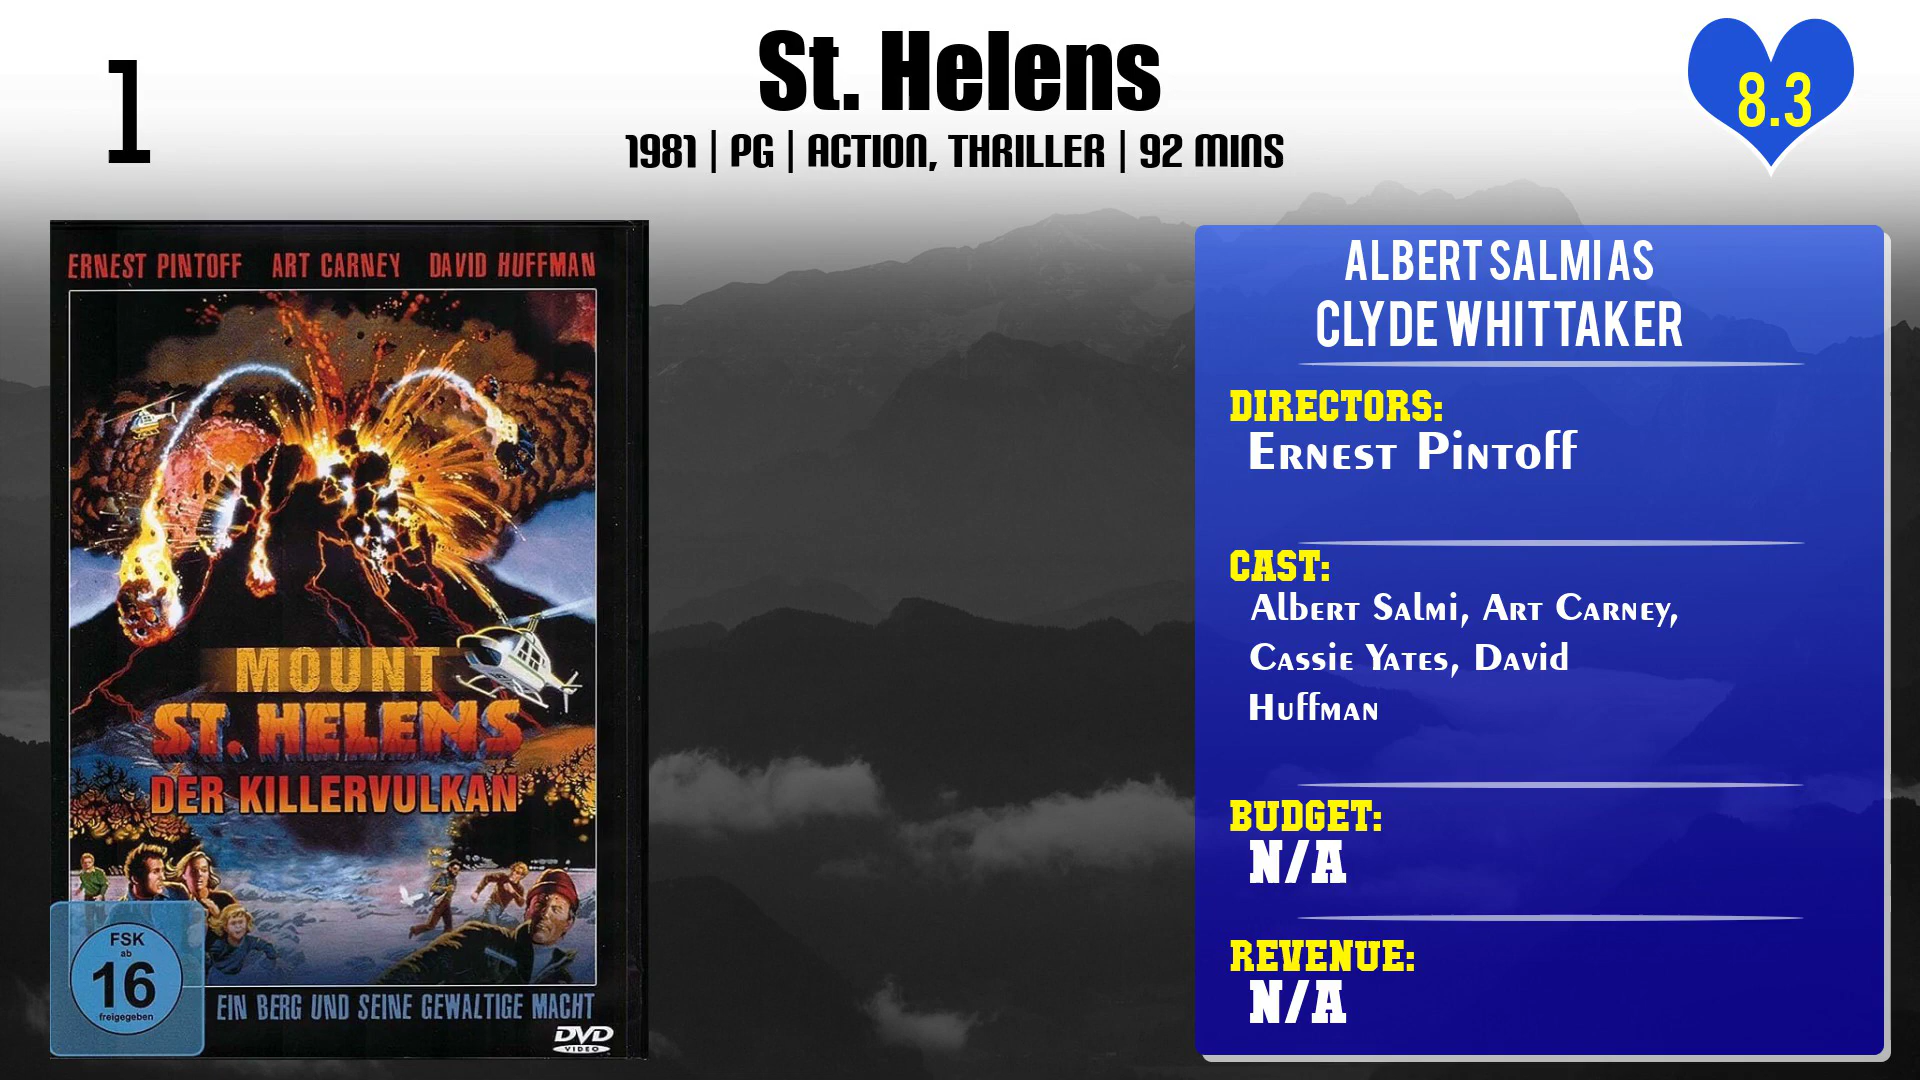 1
St. Helens
1981 | PG | ACTION, THRILLER | 92 MINS
8.3
ERNEST PINTOFF ART CARNEY DAVID HUFFMAN
MOUNT
ST. HELENS
DER KILLERVULKAN
FSK
ab
16
freigegeben
EIN BERG UND SEINE GEWALTIGE MACHT
DVD
VIDEO
ALBERT SALMI AS
CLYDE WHITTAKER
DIRECTORS:
Ernest Pintoff
CAST:
Albert Salmi, Art Carney,
Cassie Yates, David
Huffman
BUDGET:
N/A
REVENUE:
N/A